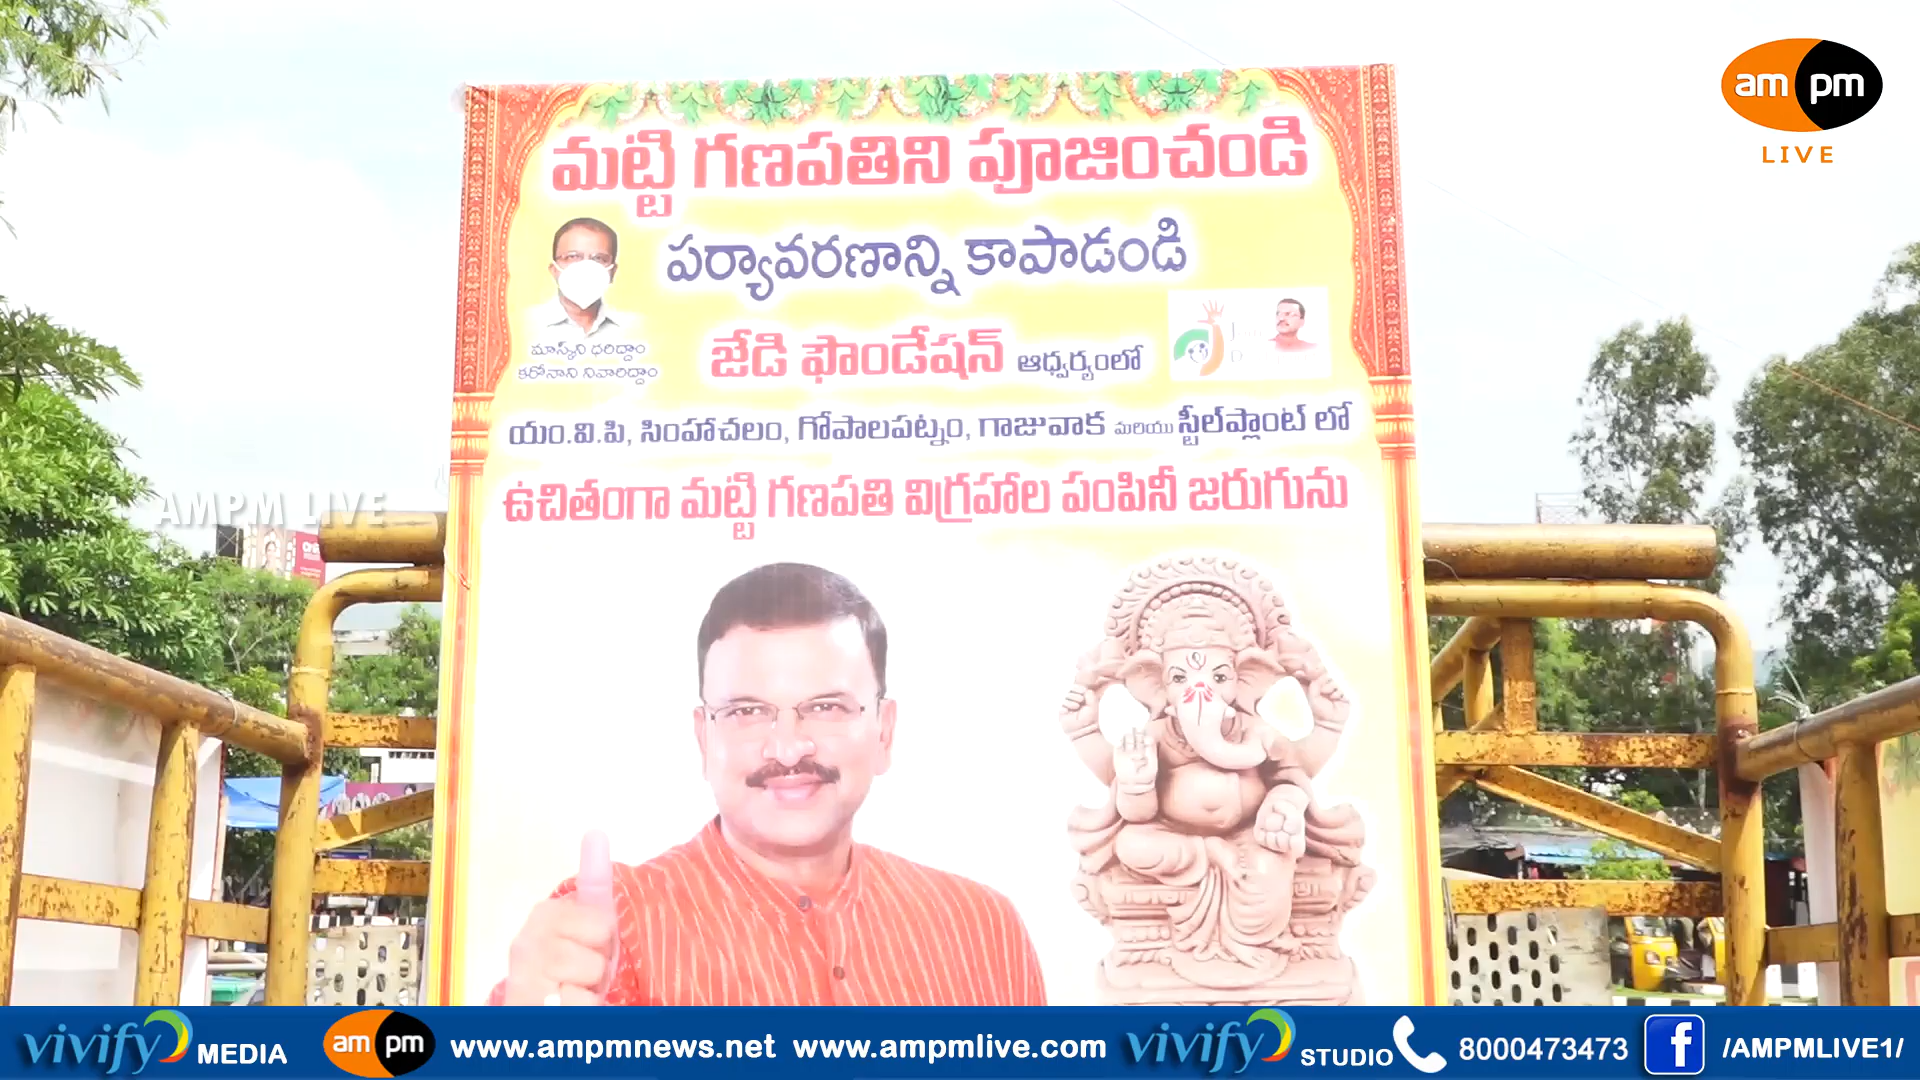 am pm
LIVE
మట్టి గణపతిని పూజించండి
పర్యావరణాన్ని కాపాడండి
మాస్క్‌ని ధరిద్దాం
కరోనాని నివారిద్దాం
జేడి ఫౌండేషన్ ఆధ్వర్యంలో
యం.వి.పి, సింహాచలం, గోపాలపట్నం, గాజువాక మరియు స్టీల్‌ప్లాంట్ లో
ఉచితంగా మట్టి గణపతి విగ్రహాల పంపినీ జరుగును
AMPM LIVE
vivify MEDIA am pm www.ampmnews.net www.ampmlive.com vivify STUDIO 8000473473 f /AMPMLIVE1/